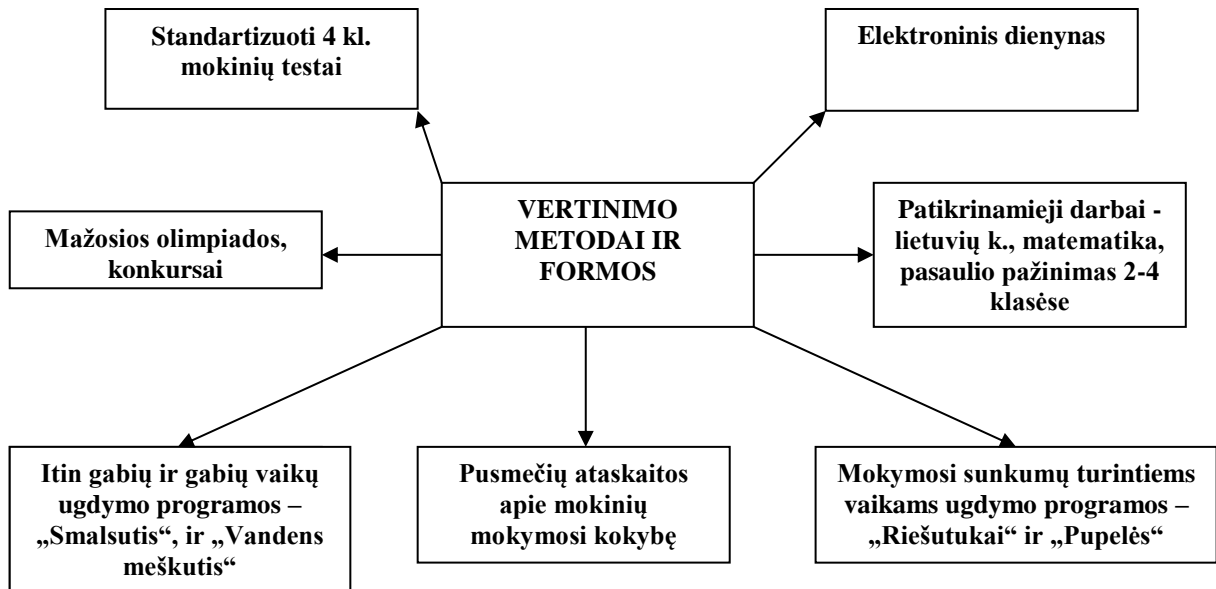 Standartizuoti 4 kl.
mokinių testai
Elektroninis dienynas
VERTINIMO
METODAI IR
FORMOS
Mažosios olimpiados,
konkursai
Patikrinamieji darbai -
lietuvių k., matematika,
pasaulio pažinimas 2-4
klasėse
Itin gabių ir gabių vaikų
ugdymo programos –
„Smalsutis“, ir „Vandens
meškutis“
Pusmečių ataskaitos
apie mokinių
mokymosi kokybę
Mokymosi sunkumų turintiems
vaikams ugdymo programos –
„Riešutukai“ ir „Pupelės“